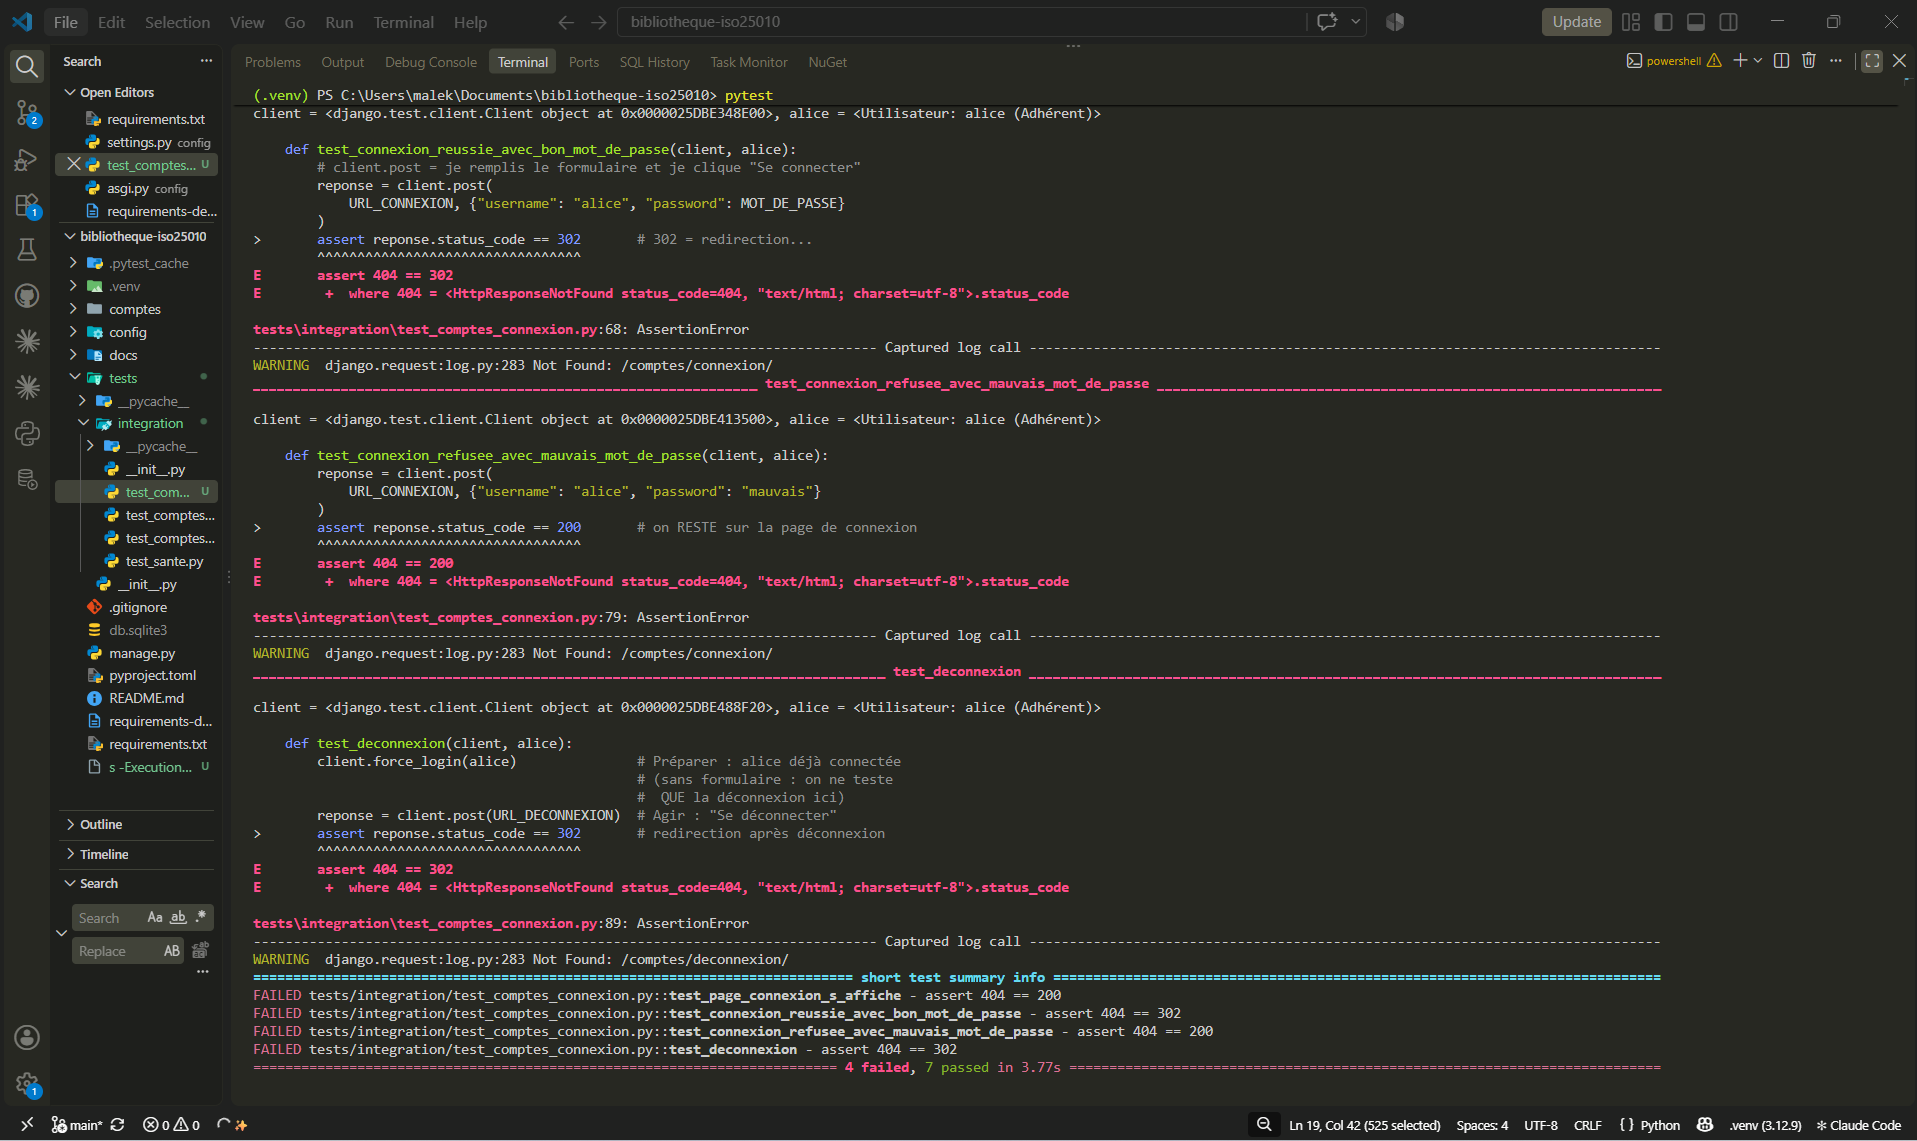 File Edit Selection View Go Run Terminal Help
bibliotheque-iso25010
Update
Search
Open Editors
requirements.txt
settings.py config
test_comptes... U
asgi.py config
requirements-de...
bibliotheque-iso25010
.pytest_cache
.venv
comptes
config
docs
tests
__pycache__
integration
__pycache__
__init__.py
test_com... U
test_comptes...
test_comptes...
test_sante.py
__init__.py
.gitignore
db.sqlite3
manage.py
pyproject.toml
README.md
requirements-d...
requirements.txt
s -Execution... U
Outline
Timeline
Search
Search Aa ab .*
Replace AB
2
1
1
Problems Output Debug Console Terminal Ports SQL History Task Monitor NuGet
powershell
(.venv) PS C:\Users\malek\Documents\bibliotheque-iso25010> pytest
client = <django.test.client.Client object at 0x0000025DBE348E00>, alice = <Utilisateur: alice (Adhérent)>
def test_connexion_reussie_avec_bon_mot_de_passe(client, alice):
# client.post = je remplis le formulaire et je clique "Se connecter"
reponse = client.post(
URL_CONNEXION, {"username": "alice", "password": MOT_DE_PASSE}
)
> assert reponse.status_code == 302 # 302 = redirection...
^^^^^^^^^^^^^^^^^^^^^^^^^^^^^^^^^
E assert 404 == 302
E + where 404 = <HttpResponseNotFound status_code=404, "text/html; charset=utf-8">.status_code
tests\integration\test_comptes_connexion.py:68: AssertionError
------------------------------ Captured log call ------------------------------
WARNING django.request:log.py:283 Not Found: /comptes/connexion/
______________ test_connexion_refusee_avec_mauvais_mot_de_passe ______________
client = <django.test.client.Client object at 0x0000025DBE413500>, alice = <Utilisateur: alice (Adhérent)>
def test_connexion_refusee_avec_mauvais_mot_de_passe(client, alice):
reponse = client.post(
URL_CONNEXION, {"username": "alice", "password": "mauvais"}
)
> assert reponse.status_code == 200 # on RESTE sur la page de connexion
^^^^^^^^^^^^^^^^^^^^^^^^^^^^^^^^^
E assert 404 == 200
E + where 404 = <HttpResponseNotFound status_code=404, "text/html; charset=utf-8">.status_code
tests\integration\test_comptes_connexion.py:79: AssertionError
------------------------------ Captured log call ------------------------------
WARNING django.request:log.py:283 Not Found: /comptes/connexion/
______________________________ test_deconnexion ______________________________
client = <django.test.client.Client object at 0x0000025DBE488F20>, alice = <Utilisateur: alice (Adhérent)>
def test_deconnexion(client, alice):
client.force_login(alice) # Préparer : alice déjà connectée
# (sans formulaire : on ne teste
# QUE la déconnexion ici)
reponse = client.post(URL_DECONNEXION) # Agir : "Se déconnecter"
> assert reponse.status_code == 302 # redirection après déconnexion
^^^^^^^^^^^^^^^^^^^^^^^^^^^^^^^^^
E assert 404 == 302
E + where 404 = <HttpResponseNotFound status_code=404, "text/html; charset=utf-8">.status_code
tests\integration\test_comptes_connexion.py:89: AssertionError
------------------------------ Captured log call ------------------------------
WARNING django.request:log.py:283 Not Found: /comptes/deconnexion/
============================== short test summary info ==============================
FAILED tests/integration/test_comptes_connexion.py::test_page_connexion_s_affiche - assert 404 == 200
FAILED tests/integration/test_comptes_connexion.py::test_connexion_reussie_avec_bon_mot_de_passe - assert 404 == 302
FAILED tests/integration/test_comptes_connexion.py::test_connexion_refusee_avec_mauvais_mot_de_passe - assert 404 == 200
FAILED tests/integration/test_comptes_connexion.py::test_deconnexion - assert 404 == 302
============================== 4 failed, 7 passed in 3.77s ==============================
main* 0 0 Ln 19, Col 42 (525 selected) Spaces: 4 UTF-8 CRLF { } Python .venv (3.12.9) Claude Code